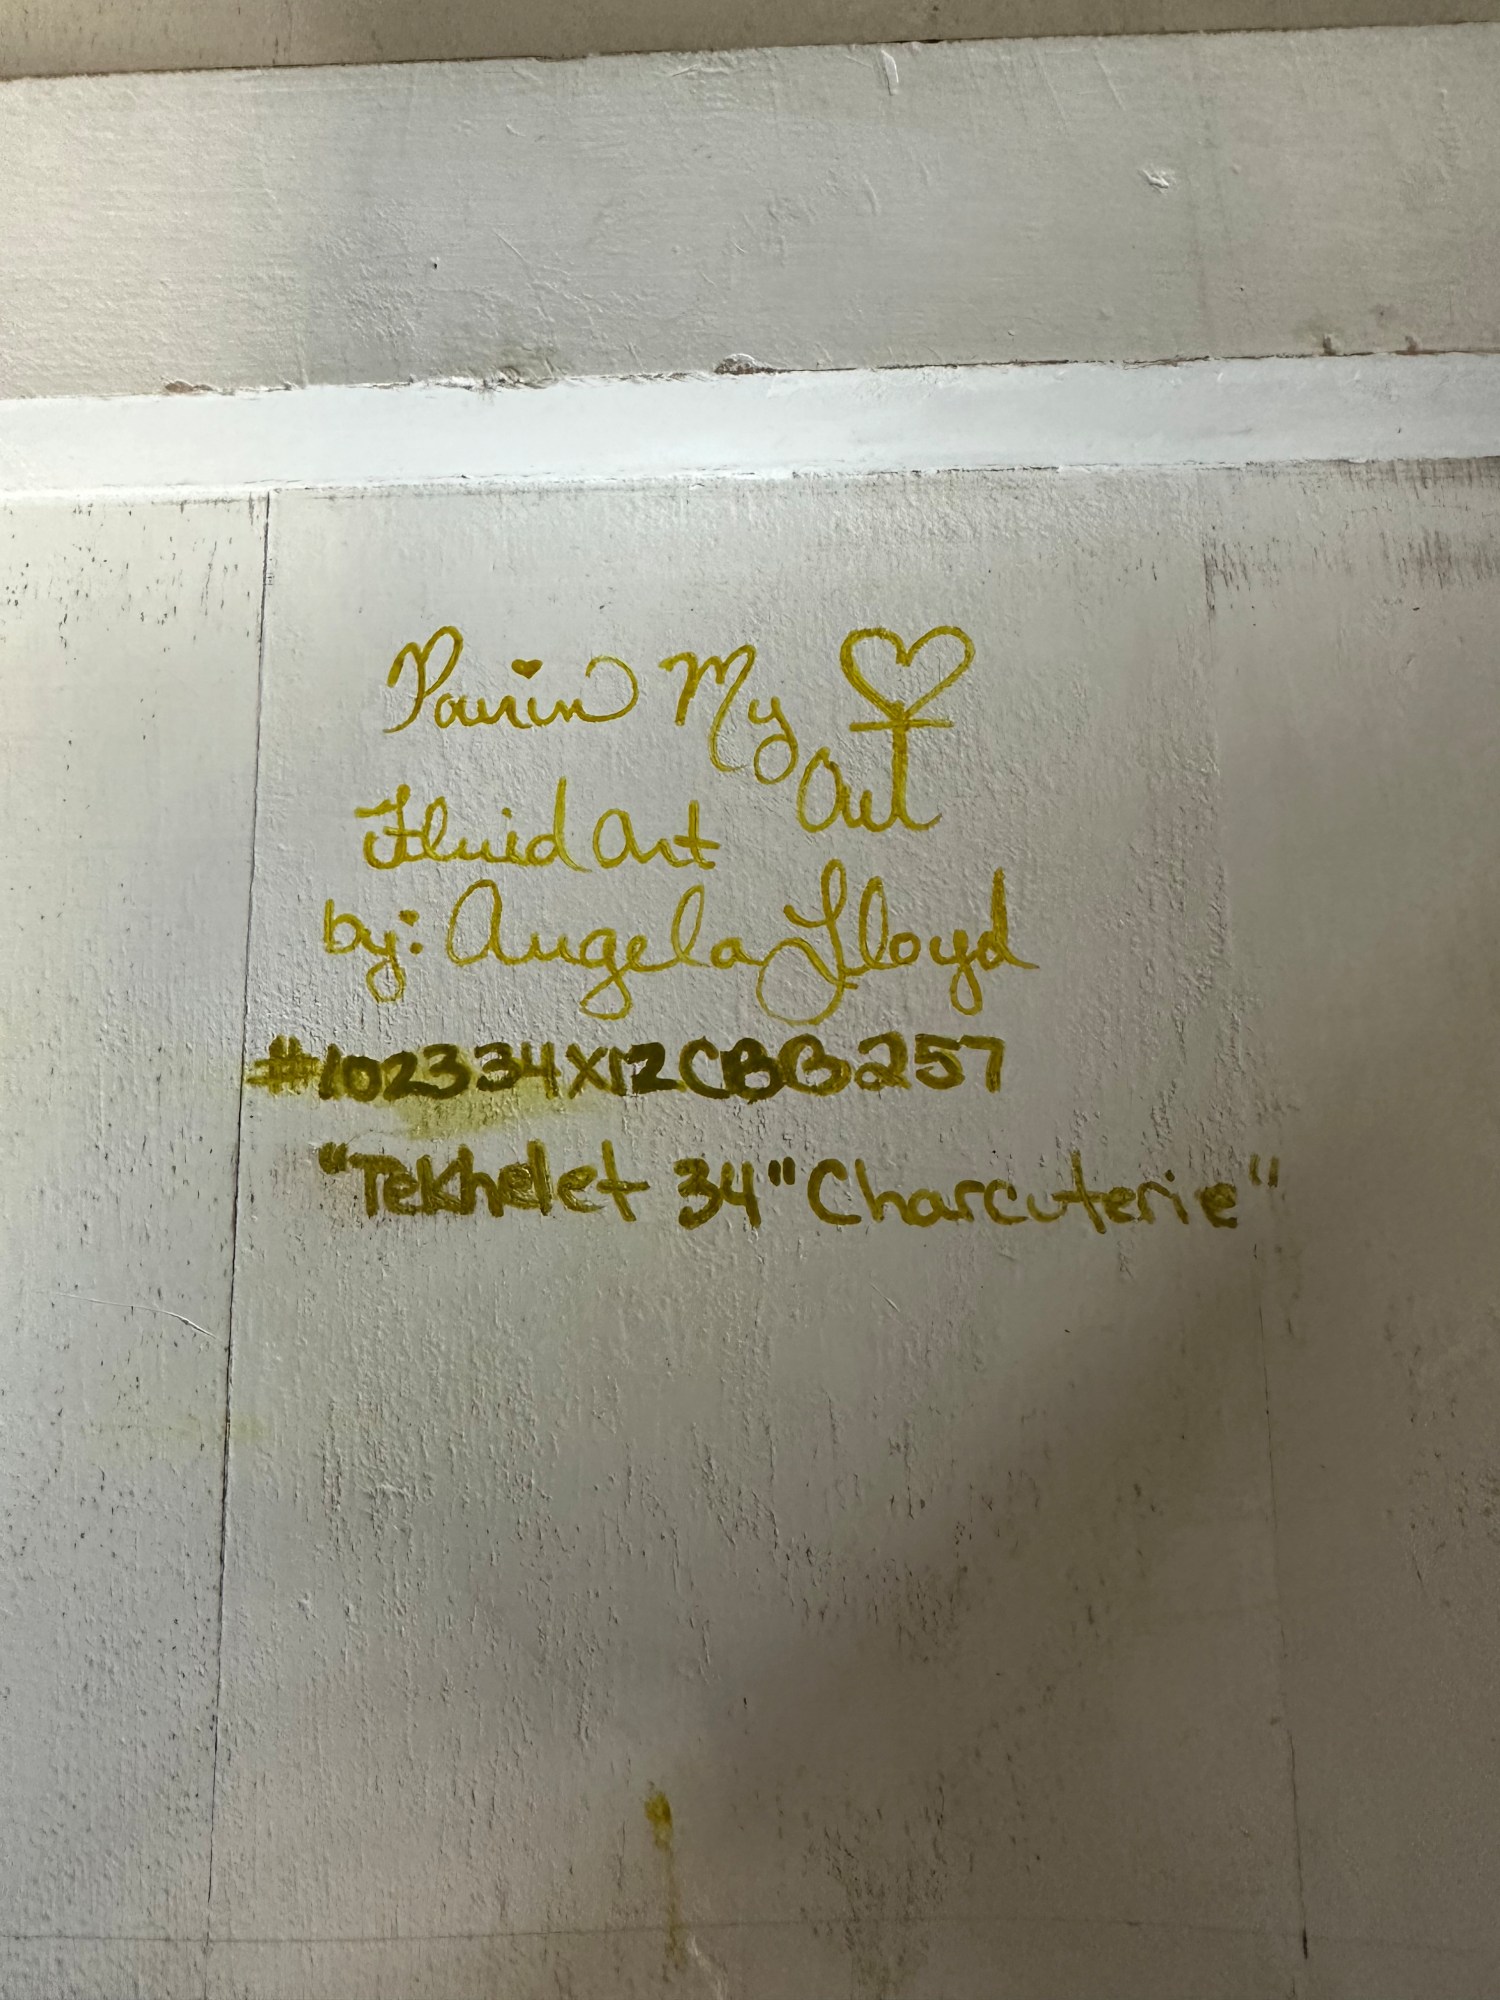 Pourin My ♡
Out
Fluid Art
by: Angela Lloyd
#102334X12CBB257
"Tekhelet 34" Charcuterie"